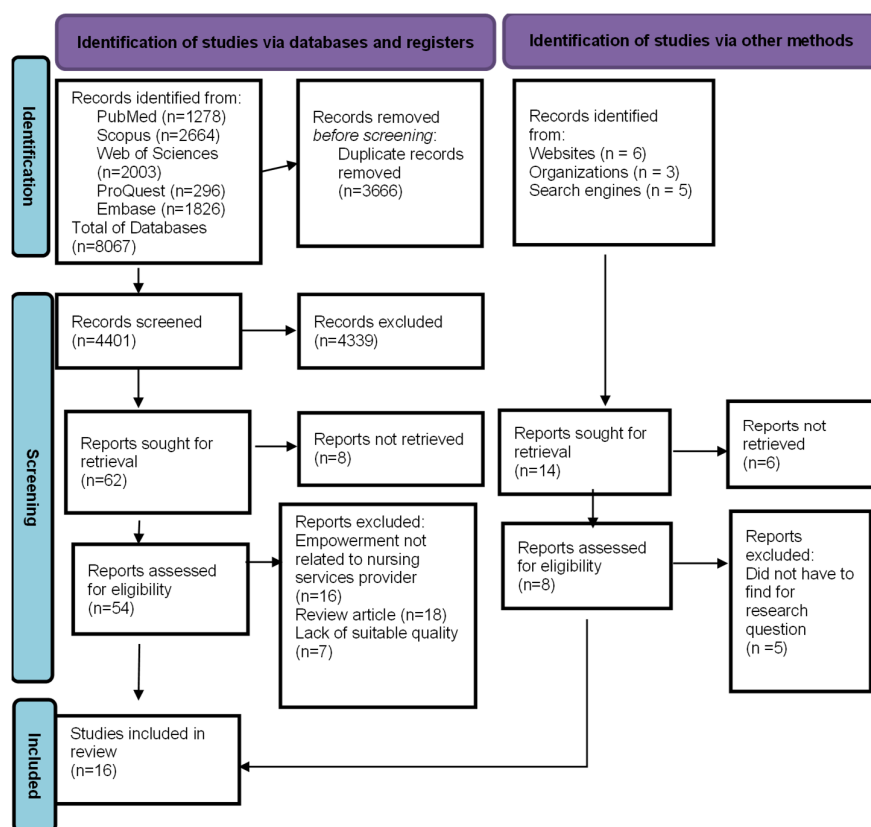 Identification of studies via databases and registers
Identification of studies via other methods
Identification
Records identified from:
PubMed (n=1278)
Scopus (n=2664)
Web of Sciences
(n=2003)
ProQuest (n=296)
Embase (n=1826)
Total of Databases
(n=8067)
Records removed
before screening:
Duplicate records
removed
(n=3666)
Records identified
from:
Websites (n = 6)
Organizations (n = 3)
Search engines (n = 5)
Screening
Records screened
(n=4401)
Records excluded
(n=4339)
Reports sought for
retrieval
(n=62)
Reports not retrieved
(n=8)
Reports sought for
retrieval
(n=14)
Reports not
retrieved
(n=6)
Reports assessed
for eligibility
(n=54)
Reports excluded:
Empowerment not
related to nursing
services provider
(n=16)
Review article (n=18)
Lack of suitable quality
(n=7)
Reports assessed
for eligibility
(n=8)
Reports
excluded:
Did not have to
find for
research
question
(n =5)
Included
Studies included in
review
(n=16)